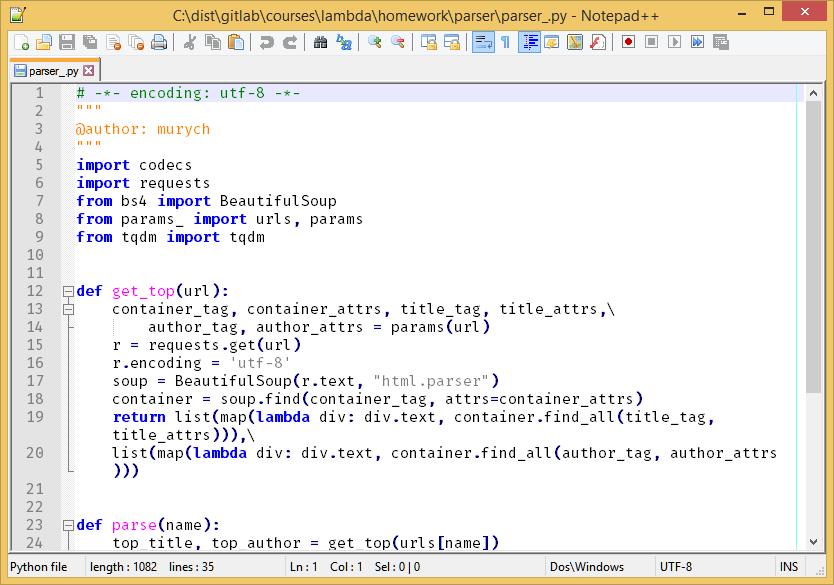 C:\dist\gitlab\courses\lambda\homework\parser\parser_.py - Notepad++
parser_.py
1 # -*- encoding: utf-8 -*-
2 """
3 @author: murych
4 """
5 import codecs
6 import requests
7 from bs4 import BeautifulSoup
8 from params_ import urls, params
9 from tqdm import tqdm
10
11
12 def get_top(url):
13 container_tag, container_attrs, title_tag, title_attrs,\
14 author_tag, author_attrs = params(url)
15 r = requests.get(url)
16 r.encoding = 'utf-8'
17 soup = BeautifulSoup(r.text, "html.parser")
18 container = soup.find(container_tag, attrs=container_attrs)
19 return list(map(lambda div: div.text, container.find_all(title_tag,
title_attrs))),\
20 list(map(lambda div: div.text, container.find_all(author_tag, author_attrs
)))
21
22
23 def parse(name):
24 top_title, top_author = get_top(urls[name])
Python file length : 1082 lines : 35 Ln : 1 Col : 1 Sel : 0 | 0 Dos\Windows UTF-8 INS